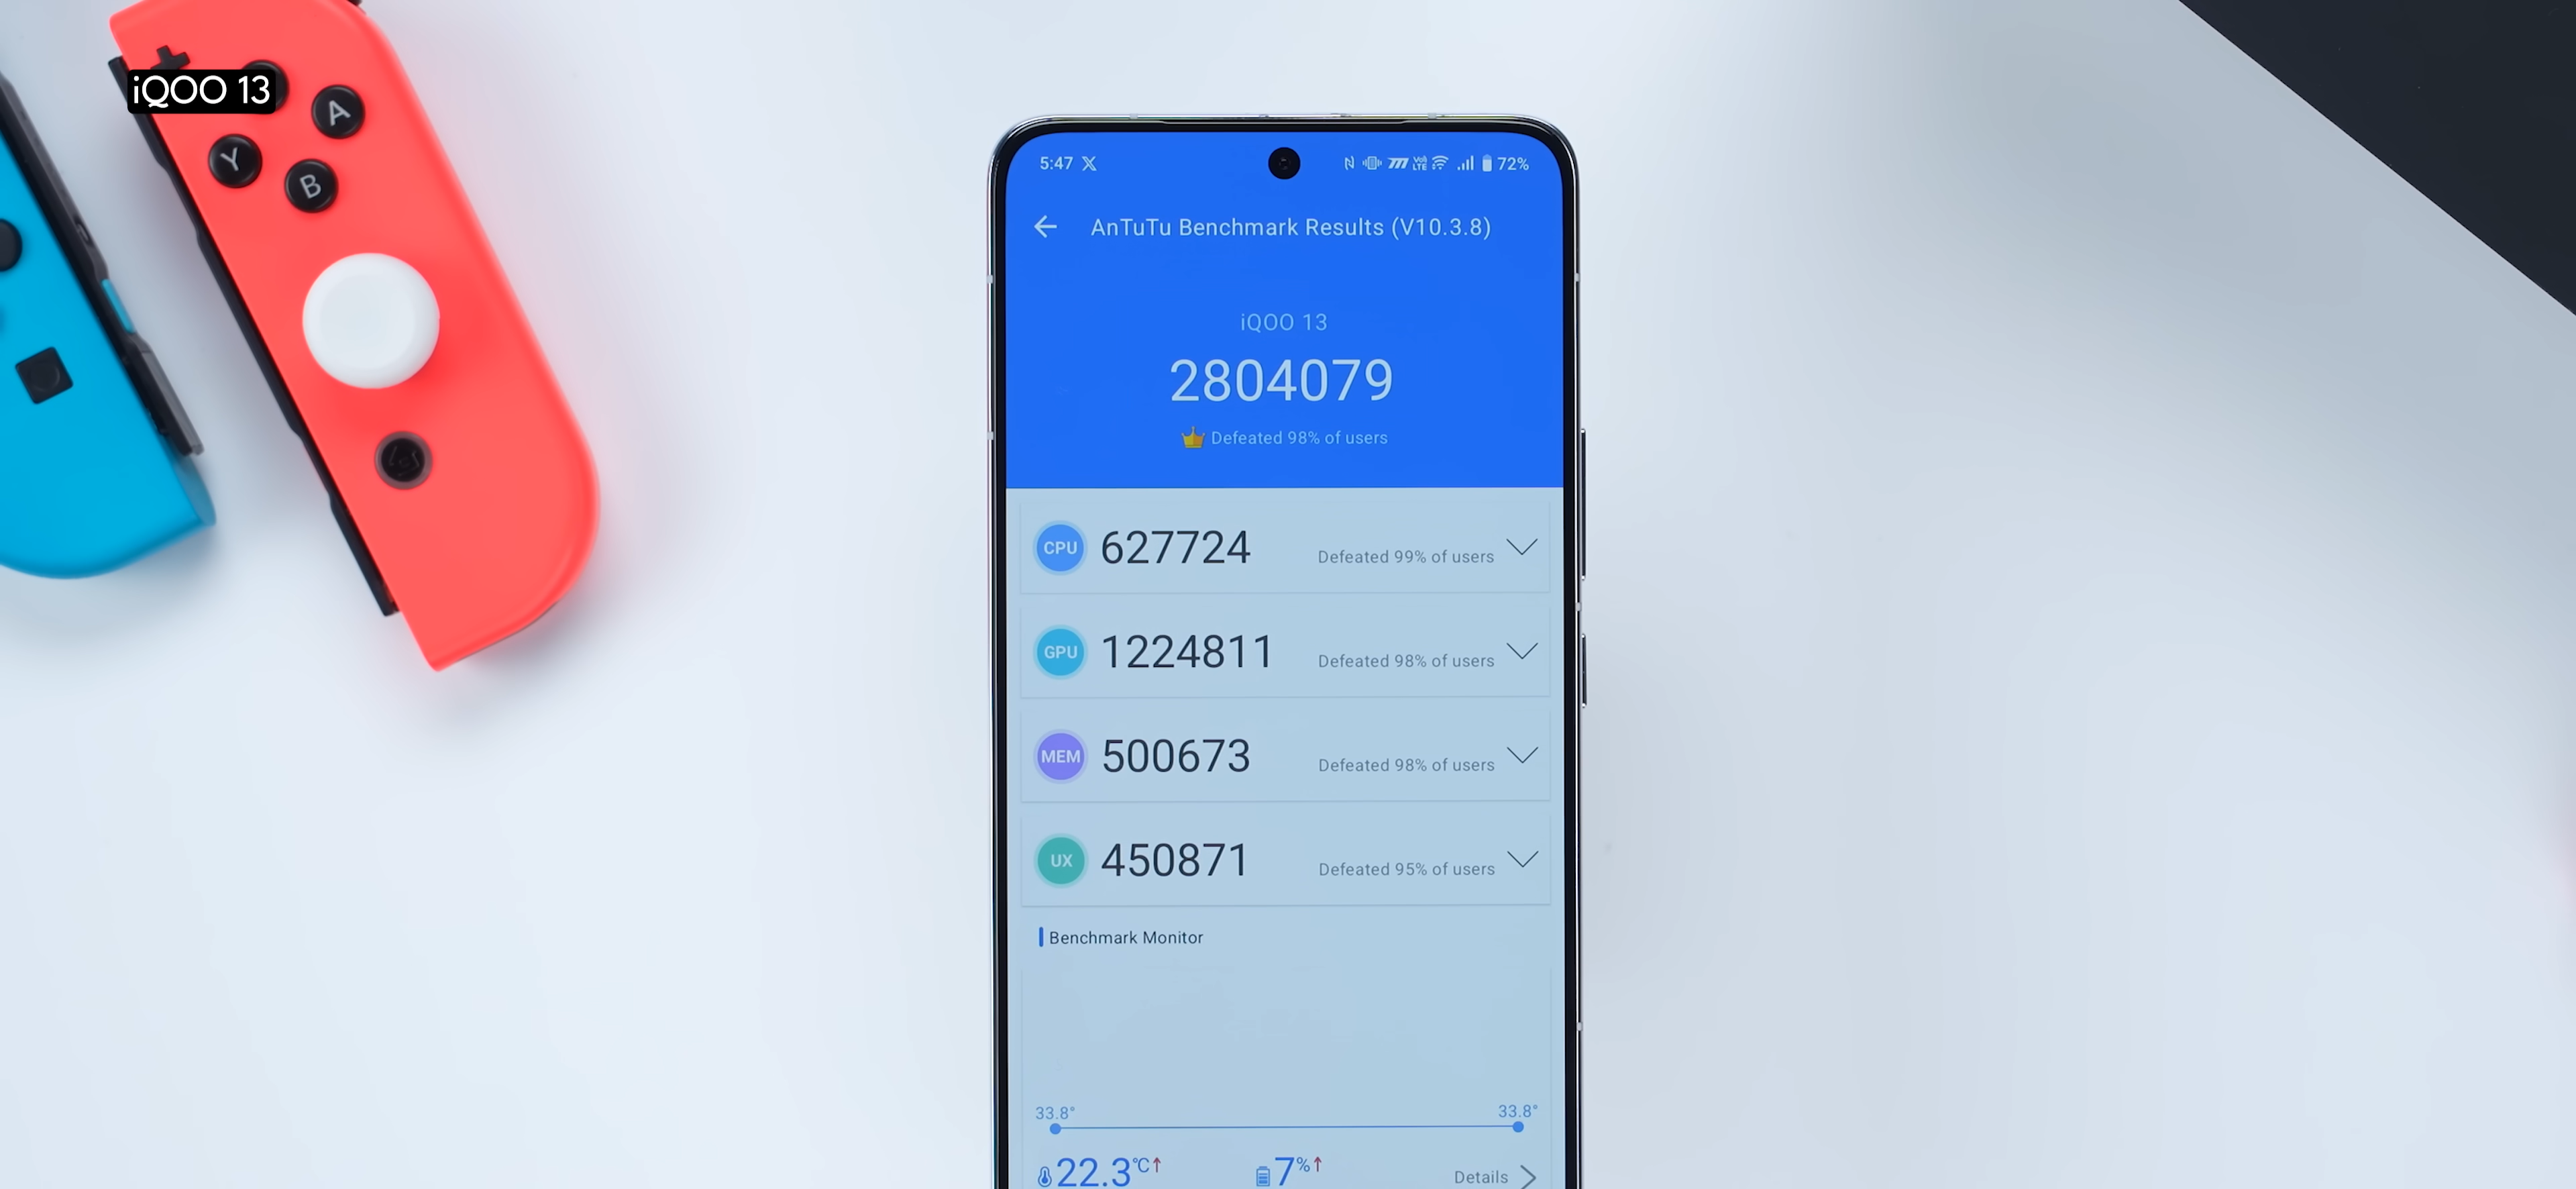 iQOO 13
A
Y
B
5:47
72%
AnTuTu Benchmark Results (V10.3.8)
iQOO 13
2804079
Defeated 98% of users
CPU 627724 Defeated 99% of users
GPU 1224811 Defeated 98% of users
MEM 500673 Defeated 98% of users
UX 450871 Defeated 95% of users
Benchmark Monitor
33.8° 33.8°
22.3°C↑ 7%↑ Details